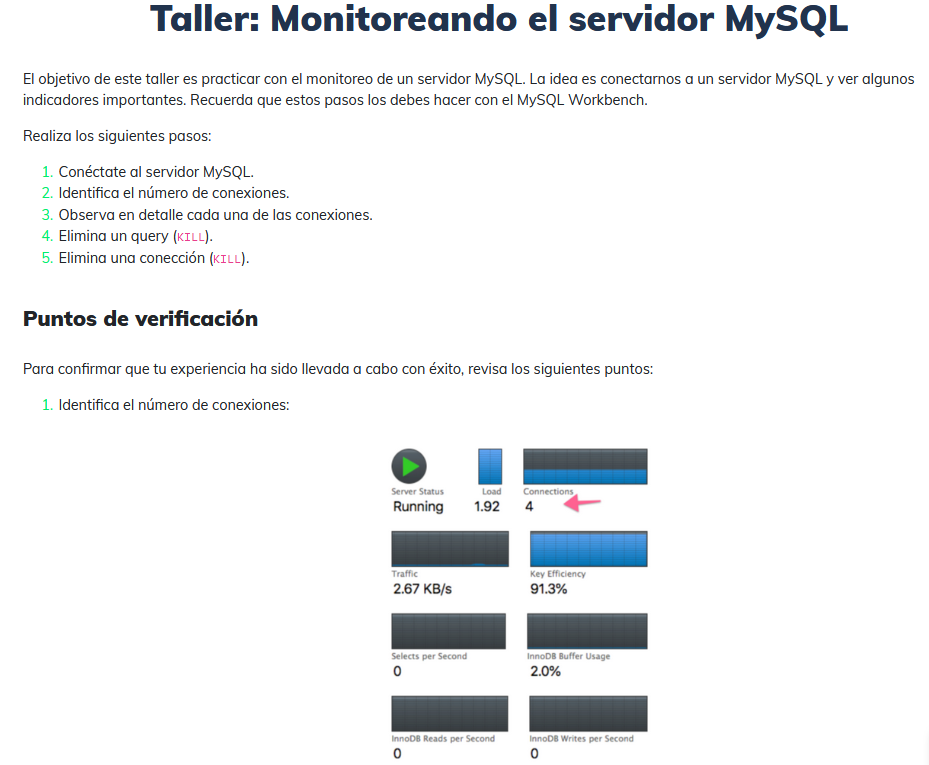 Taller: Monitoreando el servidor MySQL
El objetivo de este taller es practicar con el monitoreo de un servidor MySQL. La idea es conectarnos a un servidor MySQL y ver algunos
indicadores importantes. Recuerda que estos pasos los debes hacer con el MySQL Workbench.
Realiza los siguientes pasos:
1. Conéctate al servidor MySQL.
2. Identifica el número de conexiones.
3. Observa en detalle cada una de las conexiones.
4. Elimina un query (KILL).
5. Elimina una conección (KILL).
Puntos de verificación
Para confirmar que tu experiencia ha sido llevada a cabo con éxito, revisa los siguientes puntos:
1. Identifica el número de conexiones:
Server Status Load Connections
Running 1.92 4
Traffic Key Efficiency
2.67 KB/s 91.3%
Selects per Second InnoDB Buffer Usage
0 2.0%
InnoDB Reads per Second InnoDB Writes per Second
0 0